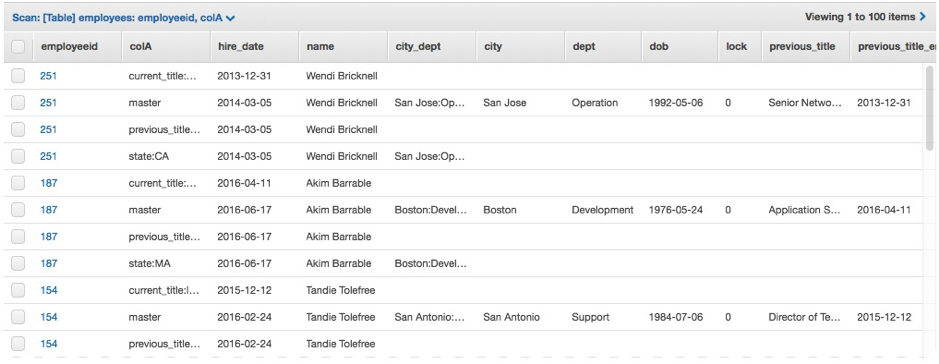 Scan: [Table] employees: employeeid, colA Viewing 1 to 100 items
employeeid colA hire_date name city_dept city dept dob lock previous_title previous_title_e
251 current_title:... 2013-12-31 Wendi Bricknell
251 master 2014-03-05 Wendi Bricknell San Jose:Op... San Jose Operation 1992-05-06 0 Senior Netwo... 2013-12-31
251 previous_title... 2014-03-05 Wendi Bricknell
251 state:CA 2014-03-05 Wendi Bricknell San Jose:Op...
187 current_title:... 2016-04-11 Akim Barrable
187 master 2016-06-17 Akim Barrable Boston:Devel... Boston Development 1976-05-24 0 Application S... 2016-04-11
187 previous_title... 2016-06-17 Akim Barrable
187 state:MA 2016-06-17 Akim Barrable Boston:Devel...
154 current_title:I... 2015-12-12 Tandie Tolefree
154 master 2016-02-24 Tandie Tolefree San Antonio:... San Antonio Support 1984-07-06 0 Director of Te... 2015-12-12
154 previous_title... 2016-02-24 Tandie Tolefree